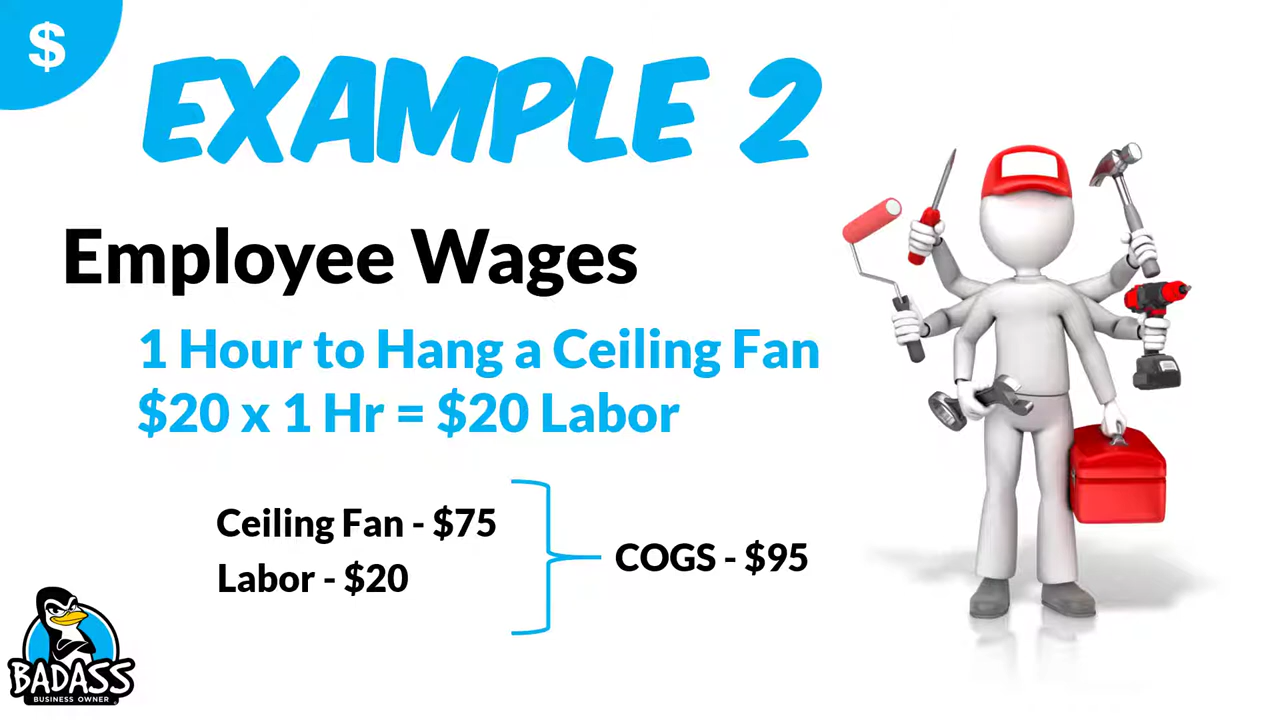 $
EXAMPLE 2
Employee Wages
1 Hour to Hang a Ceiling Fan
$20 x 1 Hr = $20 Labor
Ceiling Fan - $75
Labor - $20
COGS - $95
BADASS
BUSINESS OWNER